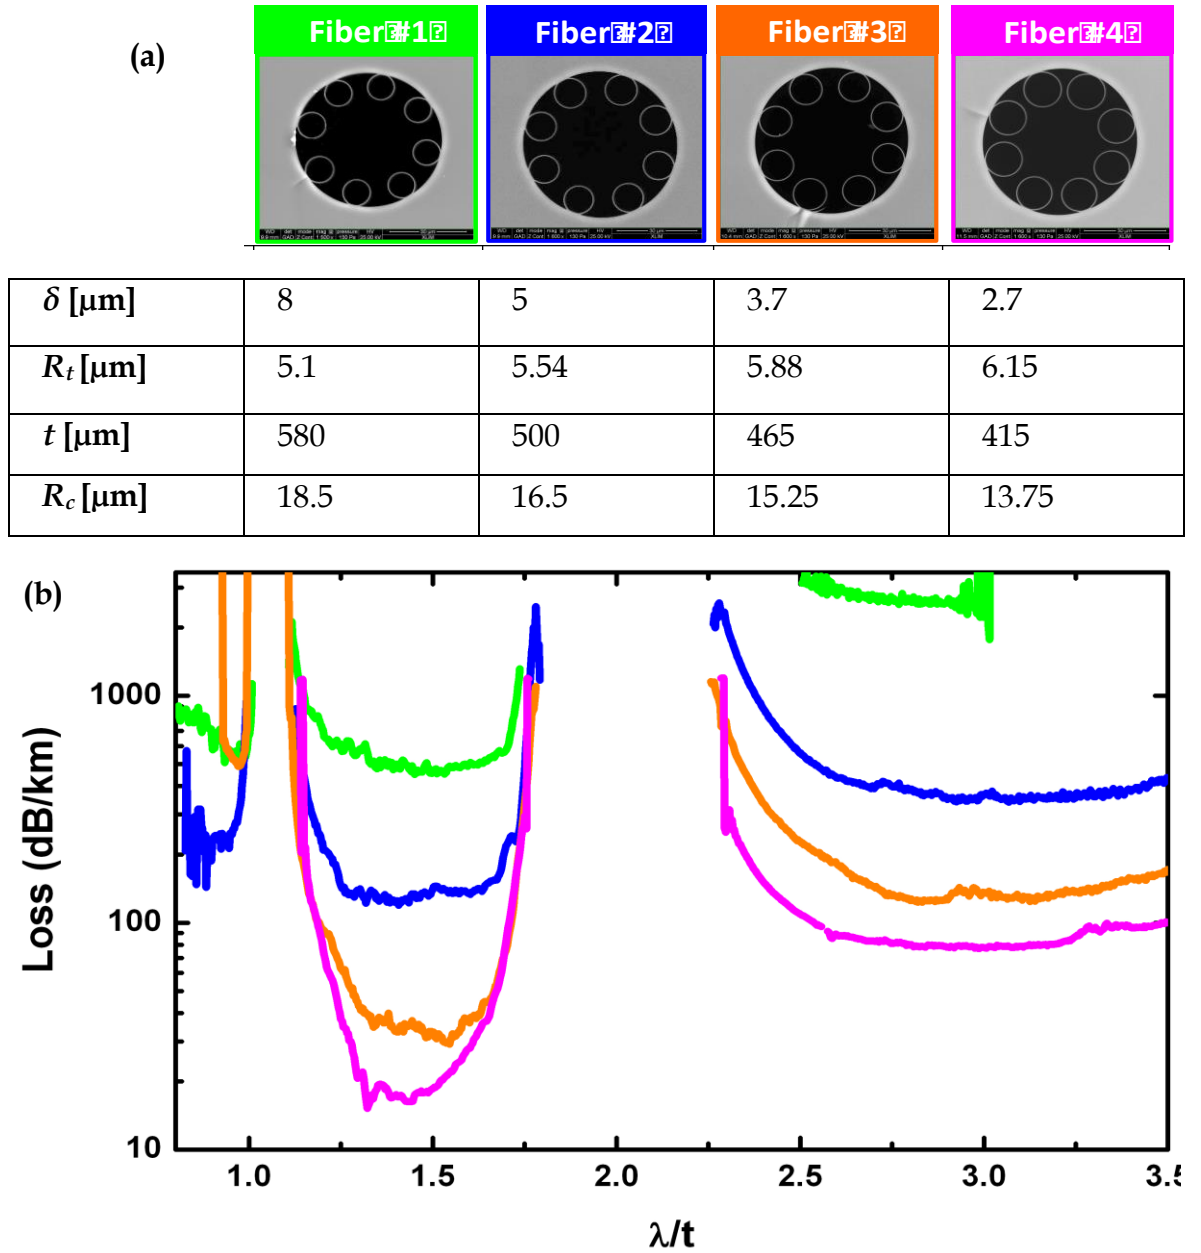 (a)
Fiber⍰#1⍰ Fiber⍰#2⍰ Fiber⍰#3⍰ Fiber⍰#4⍰
δ [μm] 8 5 3.7 2.7
Rt [μm] 5.1 5.54 5.88 6.15
t [μm] 580 500 465 415
Rc [μm] 18.5 16.5 15.25 13.75
(b)
1000
100
10
Loss (dB/km)
1.0 1.5 2.0 2.5 3.0 3.5
λ/t